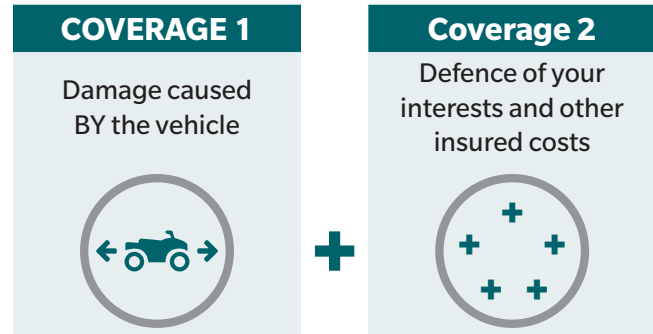 COVERAGE 1
Damage caused
BY the vehicle
Coverage 2
Defence of your
interests and other
insured costs